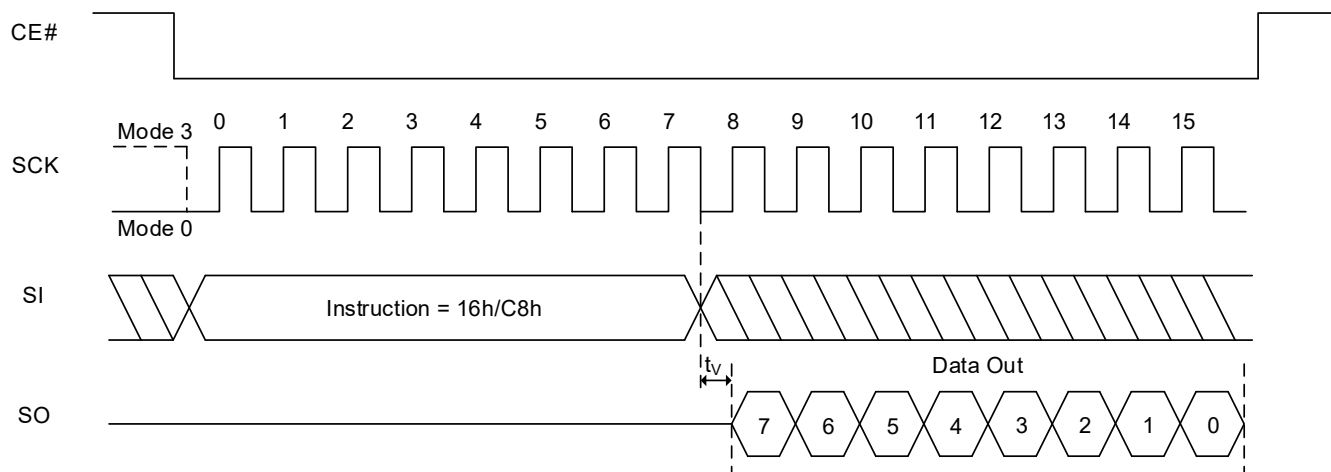 CE#
Mode 3
0 1 2 3 4 5 6 7 8 9 10 11 12 13 14 15
SCK
Mode 0
SI
Instruction = 16h/C8h
tV
Data Out
SO
7 6 5 4 3 2 1 0